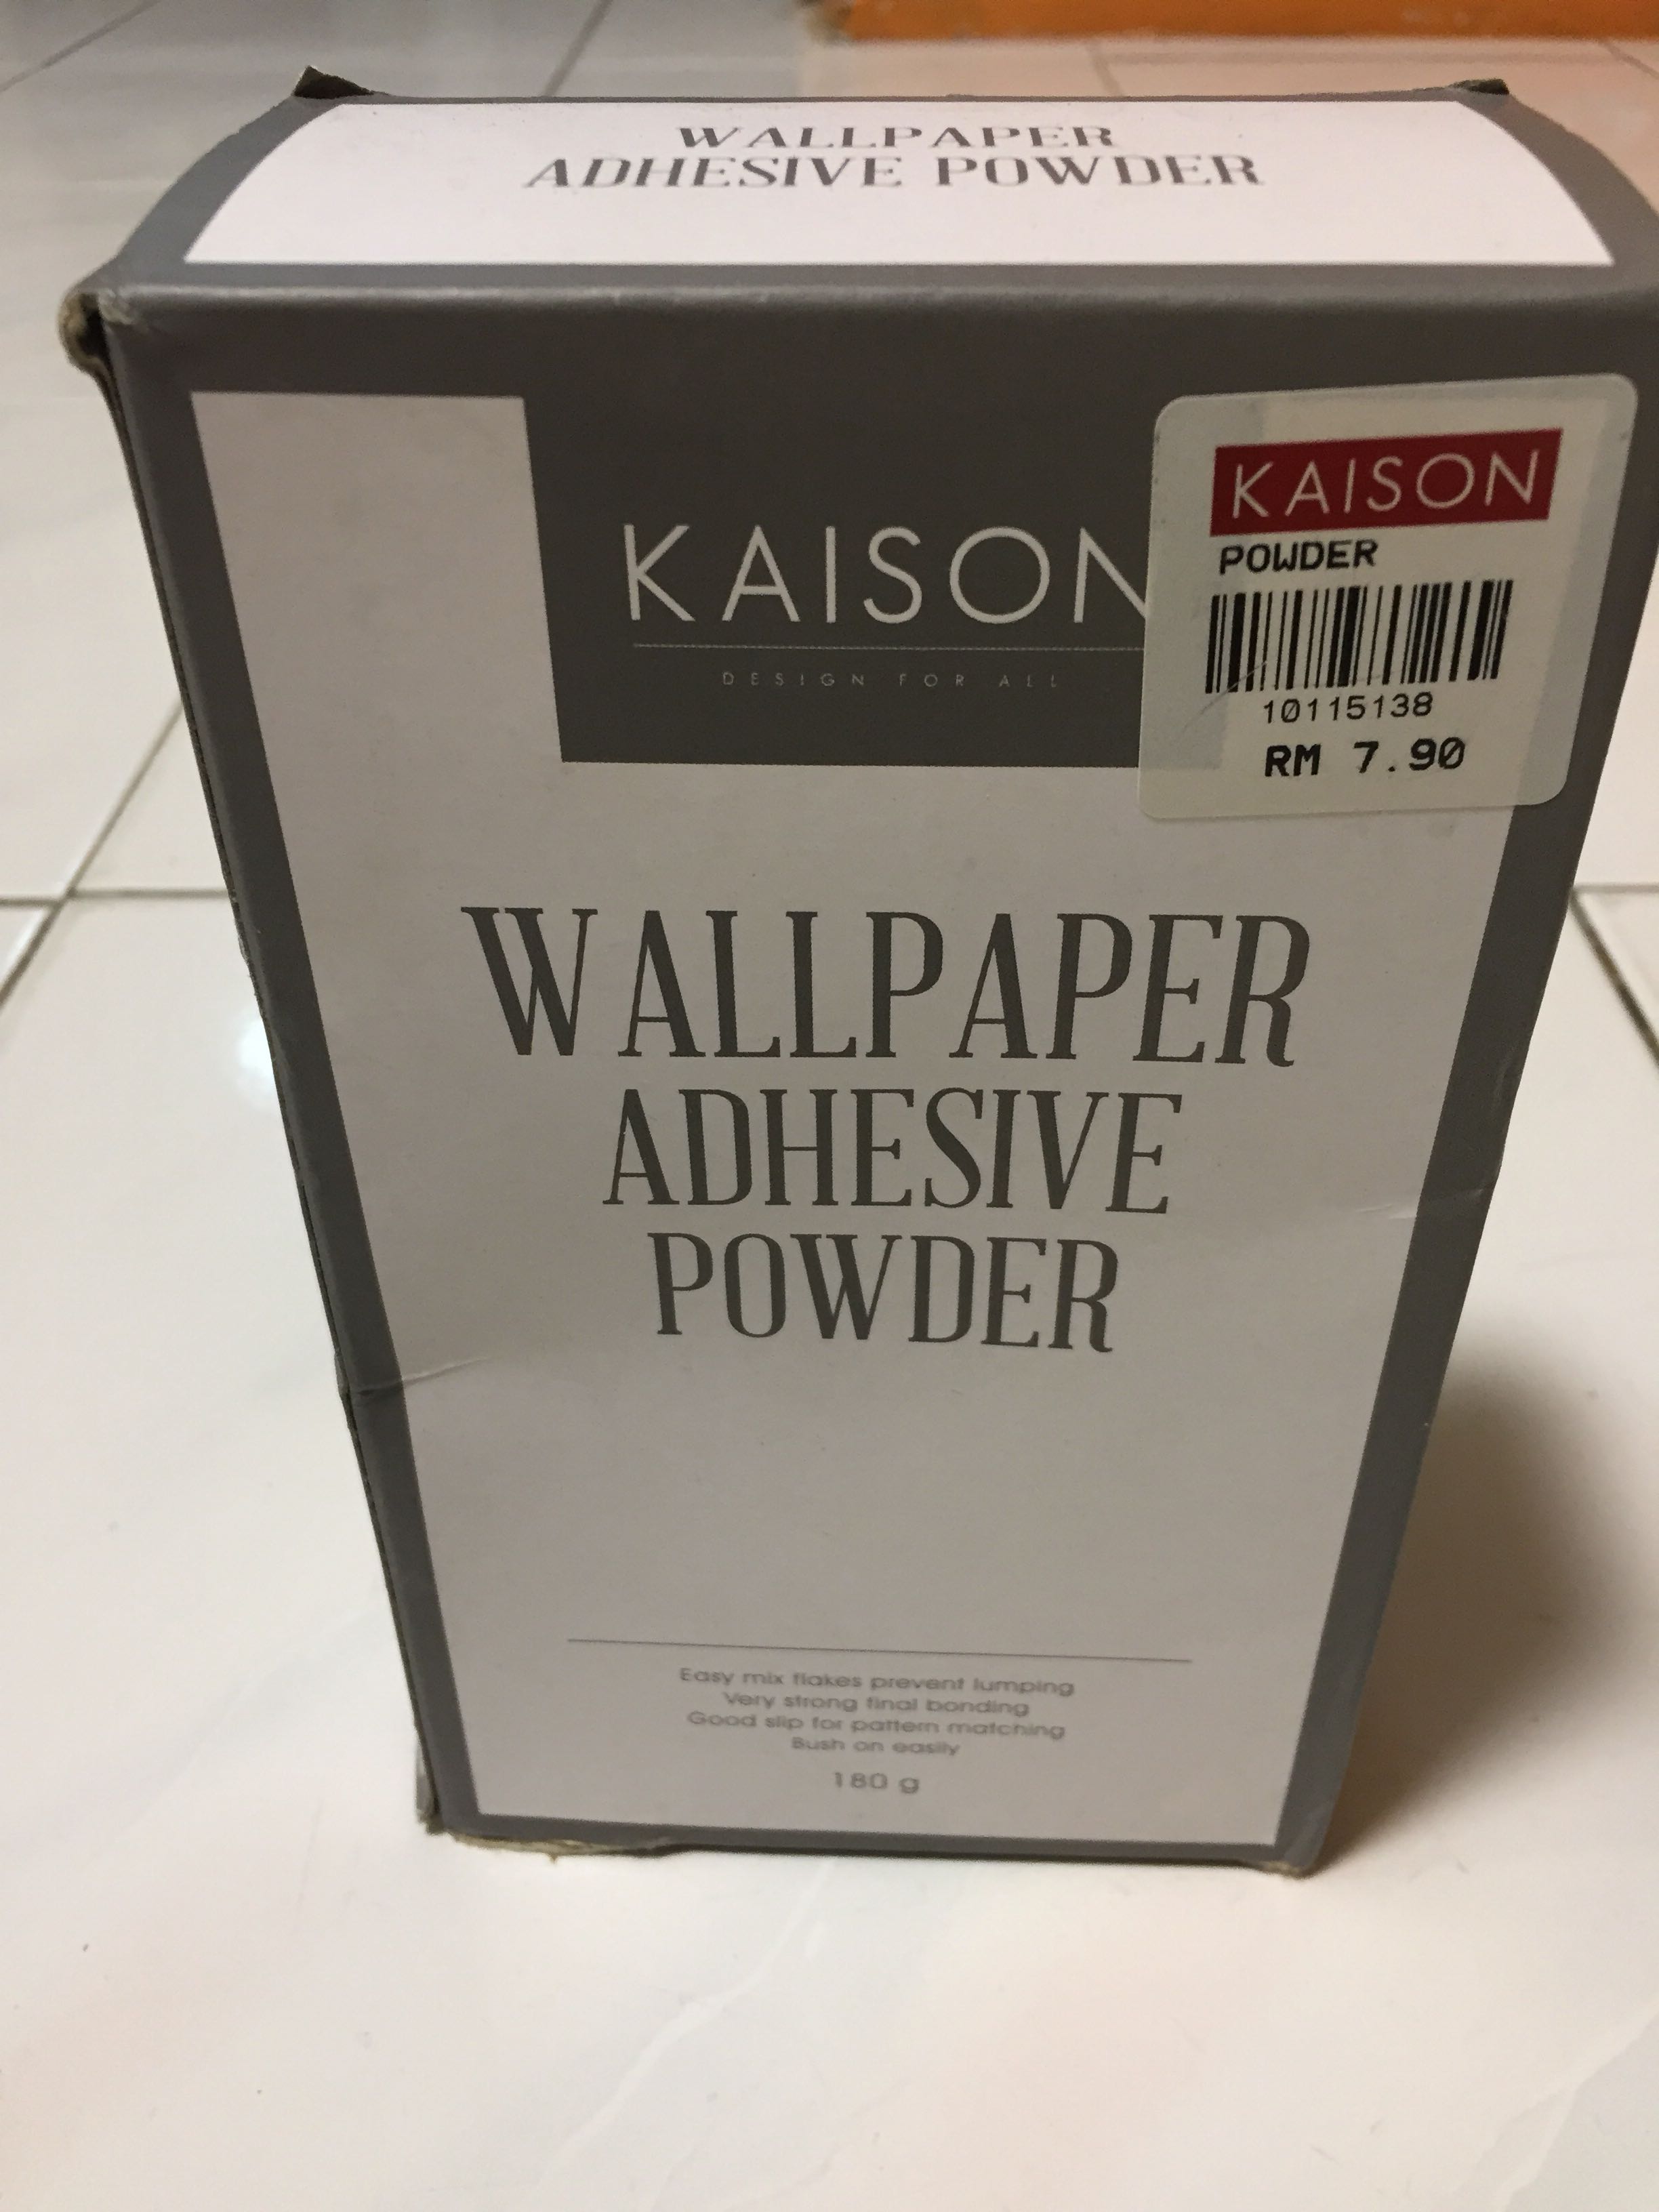 WALLPAPER
ADHESIVE POWDER
KAISON
DESIGN FOR ALL
KAISON
POWDER
10115138
RM 7.90
WALLPAPER
ADHESIVE
POWDER
Easy mix flakes prevent lumping
Very strong final bonding
Good slip for pattern matching
Bush on easily
180 g